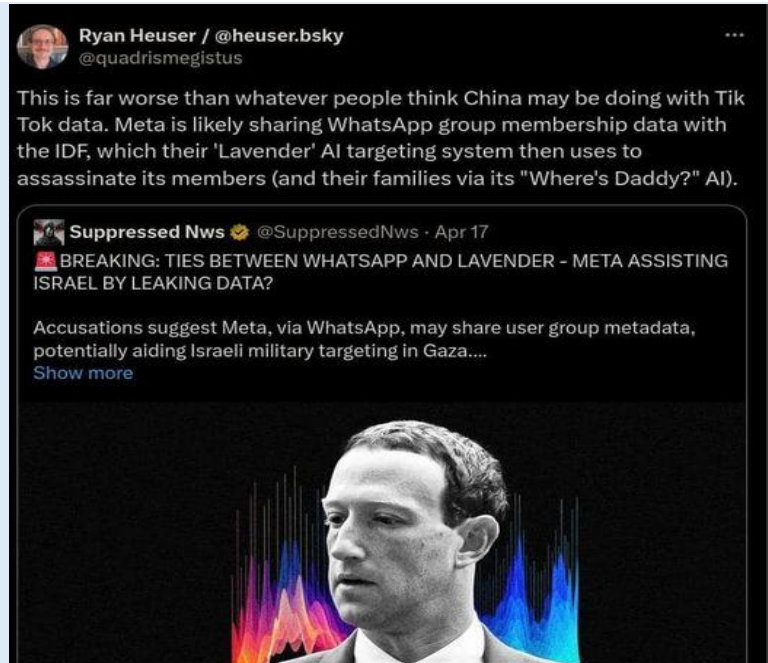 Ryan Heuser / @heuser.bsky
@quadrismegistus
This is far worse than whatever people think China may be doing with Tik
Tok data. Meta is likely sharing WhatsApp group membership data with
the IDF, which their 'Lavender' AI targeting system then uses to
assassinate its members (and their families via its "Where's Daddy?" AI).
Suppressed Nws @SuppressedNws · Apr 17
🚨BREAKING: TIES BETWEEN WHATSAPP AND LAVENDER - META ASSISTING
ISRAEL BY LEAKING DATA?
Accusations suggest Meta, via WhatsApp, may share user group metadata,
potentially aiding Israeli military targeting in Gaza....
Show more